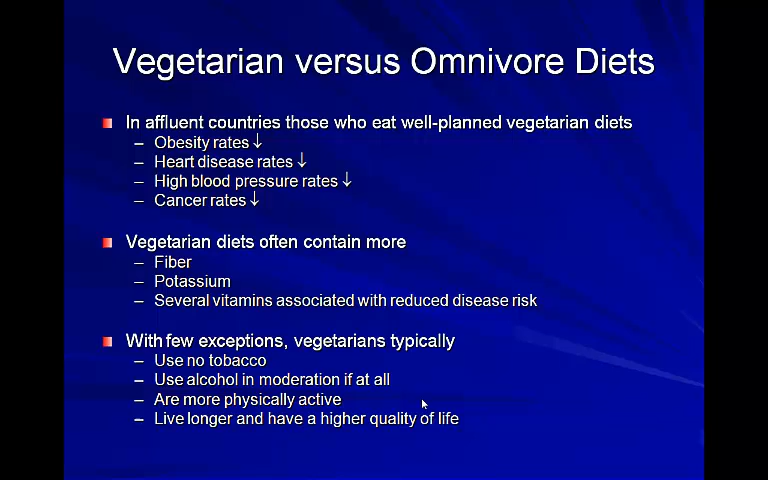 Vegetarian versus Omnivore Diets
In affluent countries those who eat well-planned vegetarian diets
– Obesity rates ↓
– Heart disease rates ↓
– High blood pressure rates ↓
– Cancer rates ↓
Vegetarian diets often contain more
– Fiber
– Potassium
– Several vitamins associated with reduced disease risk
With few exceptions, vegetarians typically
– Use no tobacco
– Use alcohol in moderation if at all
– Are more physically active
– Live longer and have a higher quality of life